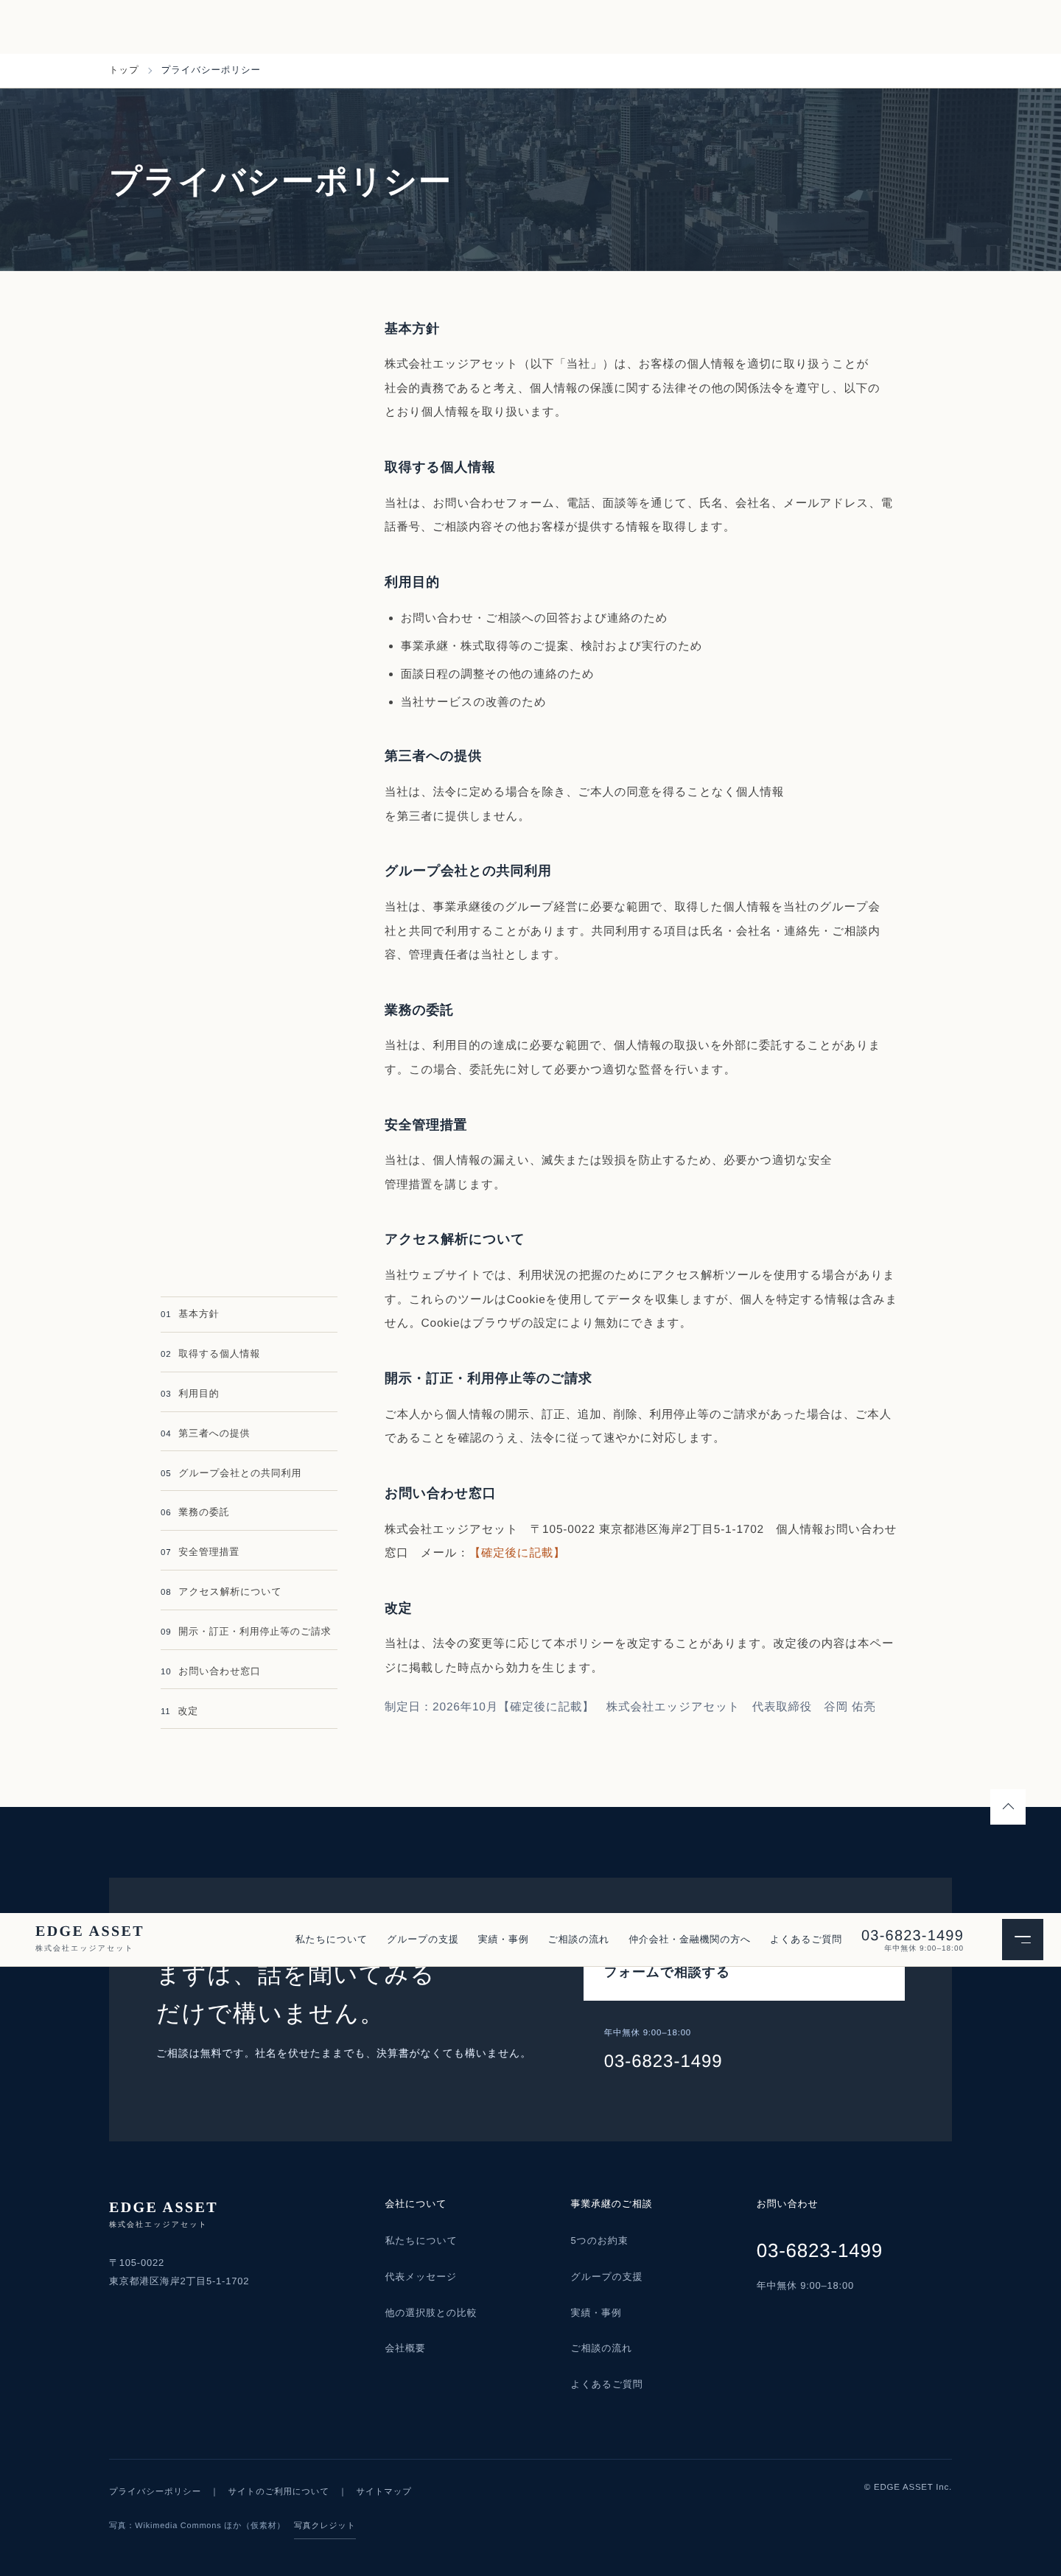 トップ
プライバシーポリシー
プライバシーポリシー
基本方針
株式会社エッジアセット（以下「当社」）は、お客様の個人情報を適切に取り扱うことが
社会的責務であると考え、個人情報の保護に関する法律その他の関係法令を遵守し、以下の
とおり個人情報を取り扱います。
取得する個人情報
当社は、お問い合わせフォーム、電話、面談等を通じて、氏名、会社名、メールアドレス、電
話番号、ご相談内容その他お客様が提供する情報を取得します。
利用目的
• お問い合わせ・ご相談への回答および連絡のため
• 事業承継・株式取得等のご提案、検討および実行のため
• 面談日程の調整その他の連絡のため
• 当社サービスの改善のため
第三者への提供
当社は、法令に定める場合を除き、ご本人の同意を得ることなく個人情報
を第三者に提供しません。
グループ会社との共同利用
当社は、事業承継後のグループ経営に必要な範囲で、取得した個人情報を当社のグループ会
社と共同で利用することがあります。共同利用する項目は氏名・会社名・連絡先・ご相談内
容、管理責任者は当社とします。
業務の委託
当社は、利用目的の達成に必要な範囲で、個人情報の取扱いを外部に委託することがありま
す。この場合、委託先に対して必要かつ適切な監督を行います。
安全管理措置
当社は、個人情報の漏えい、滅失または毀損を防止するため、必要かつ適切な安全
管理措置を講じます。
アクセス解析について
当社ウェブサイトでは、利用状況の把握のためにアクセス解析ツールを使用する場合がありま
す。これらのツールはCookieを使用してデータを収集しますが、個人を特定する情報は含みま
せん。Cookieはブラウザの設定により無効にできます。
開示・訂正・利用停止等のご請求
ご本人から個人情報の開示、訂正、追加、削除、利用停止等のご請求があった場合は、ご本人
であることを確認のうえ、法令に従って速やかに対応します。
お問い合わせ窓口
株式会社エッジアセット　〒105-0022 東京都港区海岸2丁目5-1-1702　個人情報お問い合わせ
窓口　メール：【確定後に記載】
改定
当社は、法令の変更等に応じて本ポリシーを改定することがあります。改定後の内容は本ペー
ジに掲載した時点から効力を生じます。
制定日：2026年10月【確定後に記載】　株式会社エッジアセット　代表取締役　谷岡 佑亮
01 基本方針
02 取得する個人情報
03 利用目的
04 第三者への提供
05 グループ会社との共同利用
06 業務の委託
07 安全管理措置
08 アクセス解析について
09 開示・訂正・利用停止等のご請求
10 お問い合わせ窓口
11 改定
EDGE ASSET
株式会社エッジアセット
私たちについて
グループの支援
実績・事例
ご相談の流れ
仲介会社・金融機関の方へ
よくあるご質問
03-6823-1499
年中無休 9:00–18:00
まずは、話を聞いてみる
だけで構いません。
ご相談は無料です。社名を伏せたままでも、決算書がなくても構いません。
フォームで相談する
年中無休 9:00–18:00
03-6823-1499
EDGE ASSET
株式会社エッジアセット
〒105-0022
東京都港区海岸2丁目5-1-1702
会社について
私たちについて
代表メッセージ
他の選択肢との比較
会社概要
事業承継のご相談
5つのお約束
グループの支援
実績・事例
ご相談の流れ
よくあるご質問
お問い合わせ
03-6823-1499
年中無休 9:00–18:00
プライバシーポリシー | サイトのご利用について | サイトマップ
© EDGE ASSET Inc.
写真：Wikimedia Commons ほか（仮素材） 写真クレジット